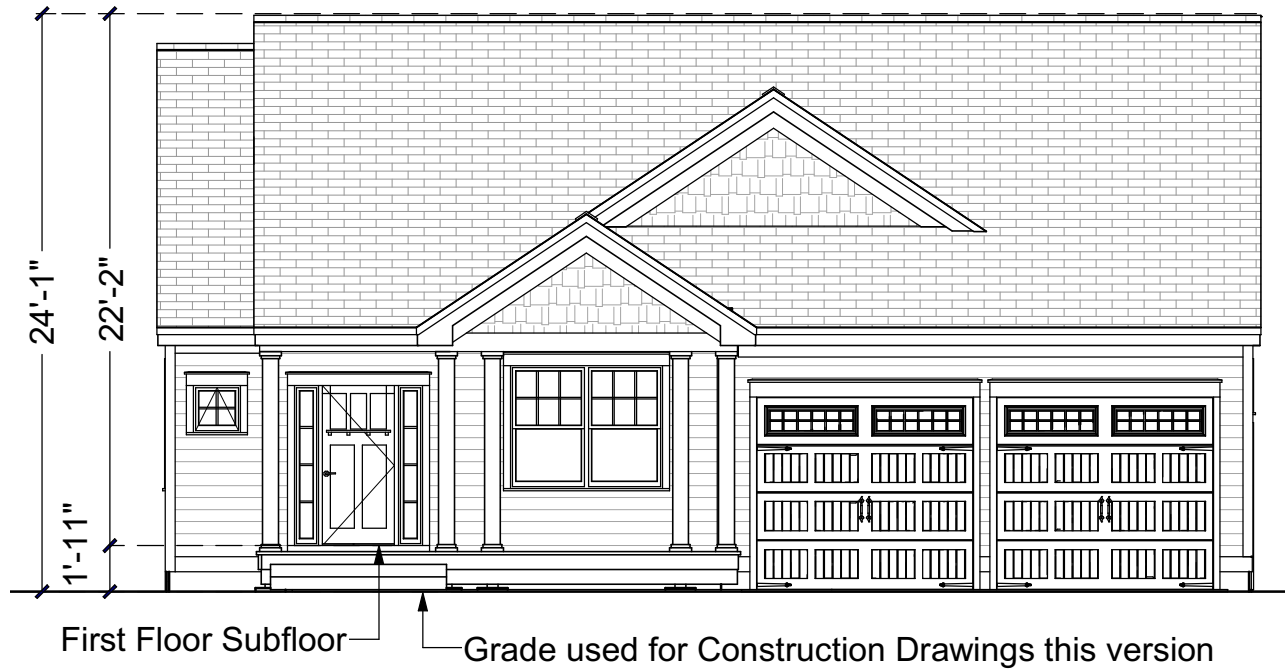 24'-1"
22'-2"
1'-11"
First Floor Subfloor
Grade used for Construction Drawings this version